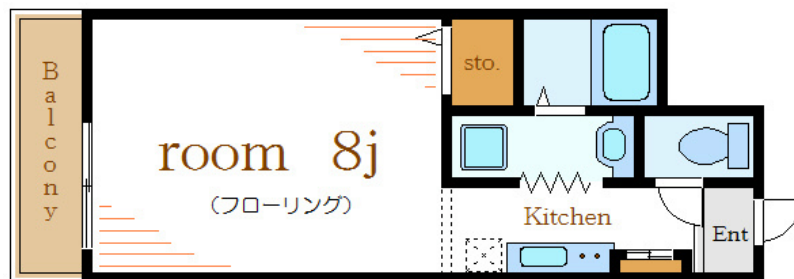 Balcony
room 8j
(フローリング)
sto.
Kitchen
Ent